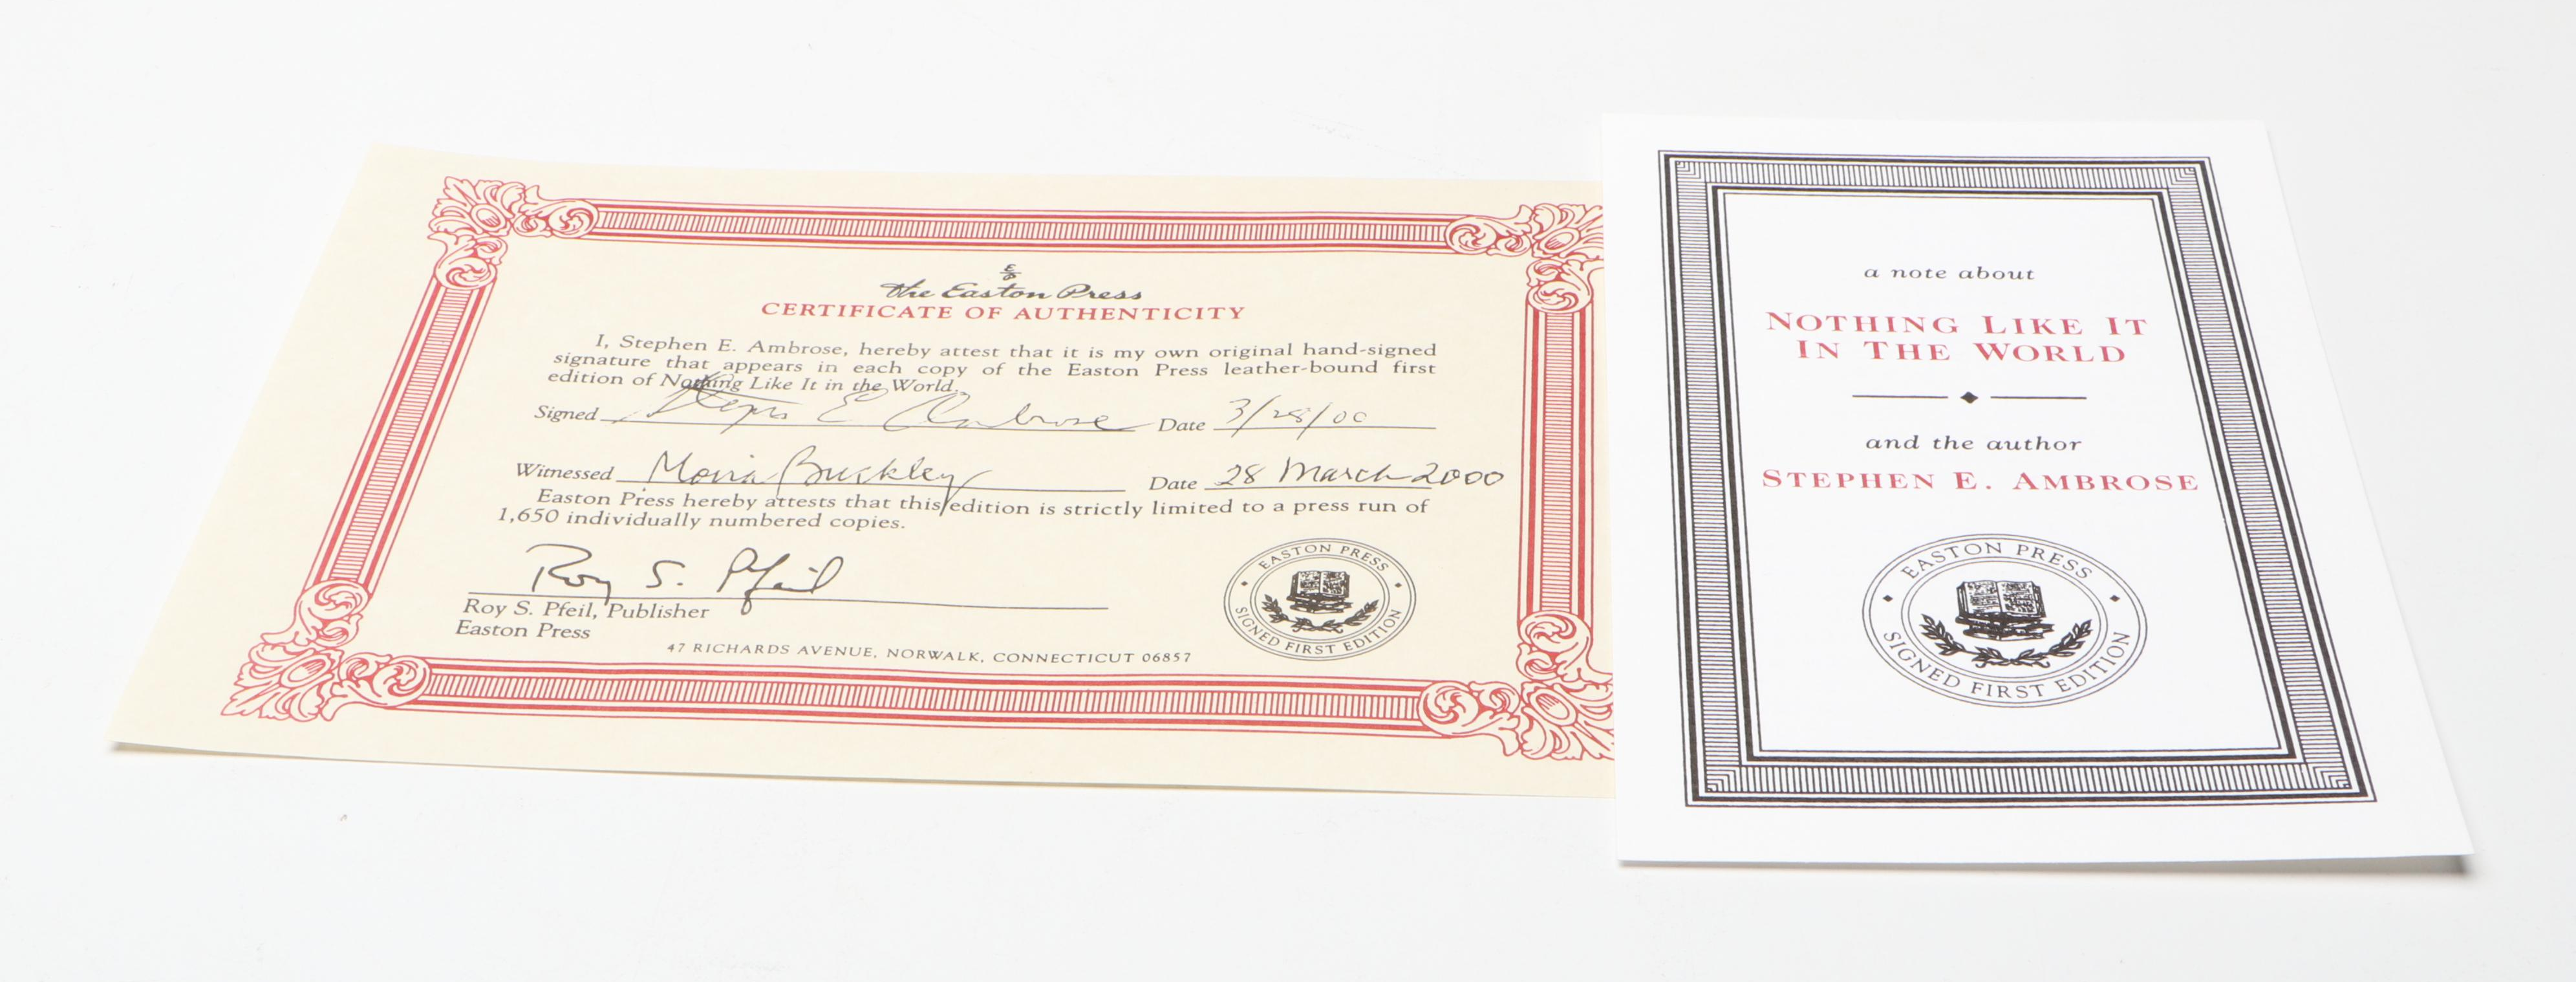 E/P
the Easton Press
CERTIFICATE OF AUTHENTICITY
I, Stephen E. Ambrose, hereby attest that it is my own original hand-signed
signature that appears in each copy of the Easton Press leather-bound first
edition of Nothing Like It in the World.
Signed Stephen E Ambrose Date 3/28/00
Witnessed Moira Buckley Date 28 March 2000
Easton Press hereby attests that this edition is strictly limited to a press run of
1,650 individually numbered copies.
Roy S. Pfeil
Roy S. Pfeil, Publisher
Easton Press
47 RICHARDS AVENUE, NORWALK, CONNECTICUT 06857
EASTON PRESS
SIGNED FIRST EDITION
a note about
NOTHING LIKE IT
IN THE WORLD
and the author
STEPHEN E. AMBROSE
EASTON PRESS
SIGNED FIRST EDITION